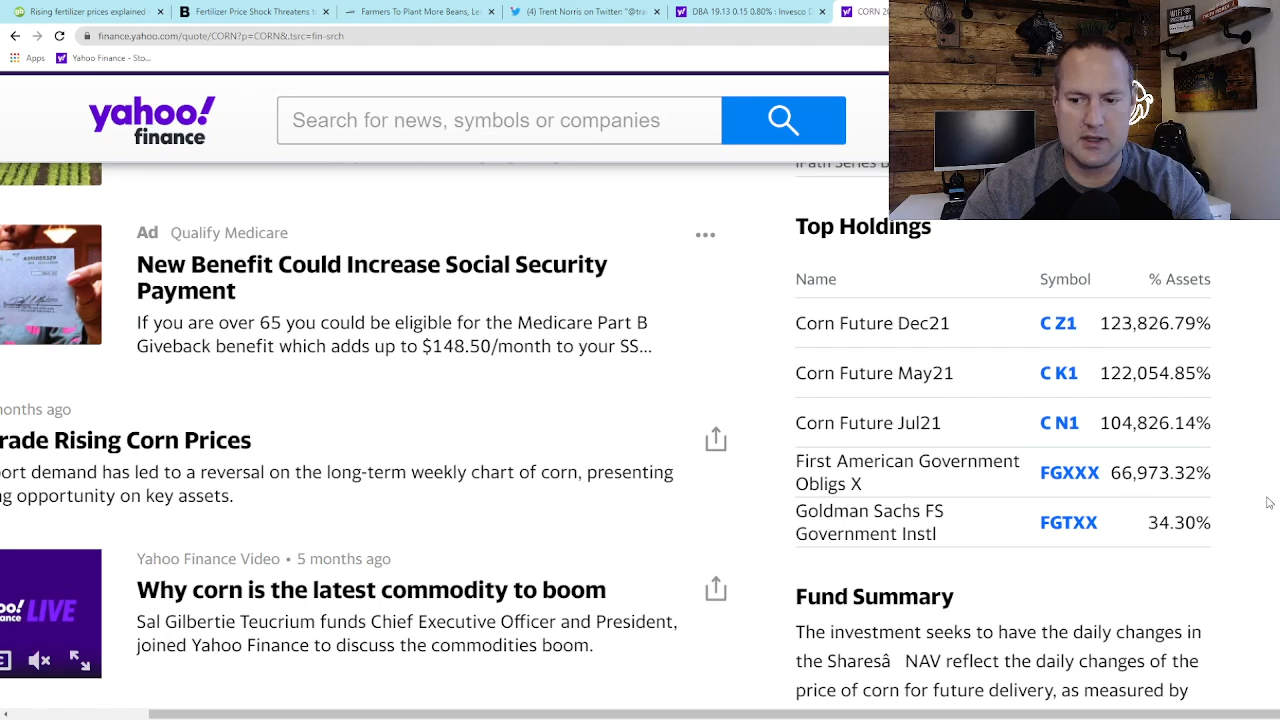 Rising fertilizer prices explained
Fertilizer Price Shock Threatens t
Farmers To Plant More Beans, Les
(4) Trent Norris on Twitter: "@tra
DBA 19.13 0.15 0.80% : Invesco D
CORN 20
finance.yahoo.com/quote/CORN?p=CORN&.tsrc=fin-srch
Apps
Yahoo Finance - Sto...
yahoo!
finance
Search for news, symbols or companies
Ad Qualify Medicare
New Benefit Could Increase Social Security
Payment
If you are over 65 you could be eligible for the Medicare Part B
Giveback benefit which adds up to $148.50/month to your SS...
months ago
rade Rising Corn Prices
ort demand has led to a reversal on the long-term weekly chart of corn, presenting
ng opportunity on key assets.
Yahoo Finance Video • 5 months ago
Why corn is the latest commodity to boom
Sal Gilbertie Teucrium funds Chief Executive Officer and President,
joined Yahoo Finance to discuss the commodities boom.
oo! LIVE
nance
iPath Series B
Top Holdings
Name Symbol % Assets
Corn Future Dec21 C Z1 123,826.79%
Corn Future May21 C K1 122,054.85%
Corn Future Jul21 C N1 104,826.14%
First American Government
Obligs X FGXXX 66,973.32%
Goldman Sachs FS
Government Instl FGTXX 34.30%
Fund Summary
The investment seeks to have the daily changes in
the Sharesâ NAV reflect the daily changes of the
price of corn for future delivery, as measured by